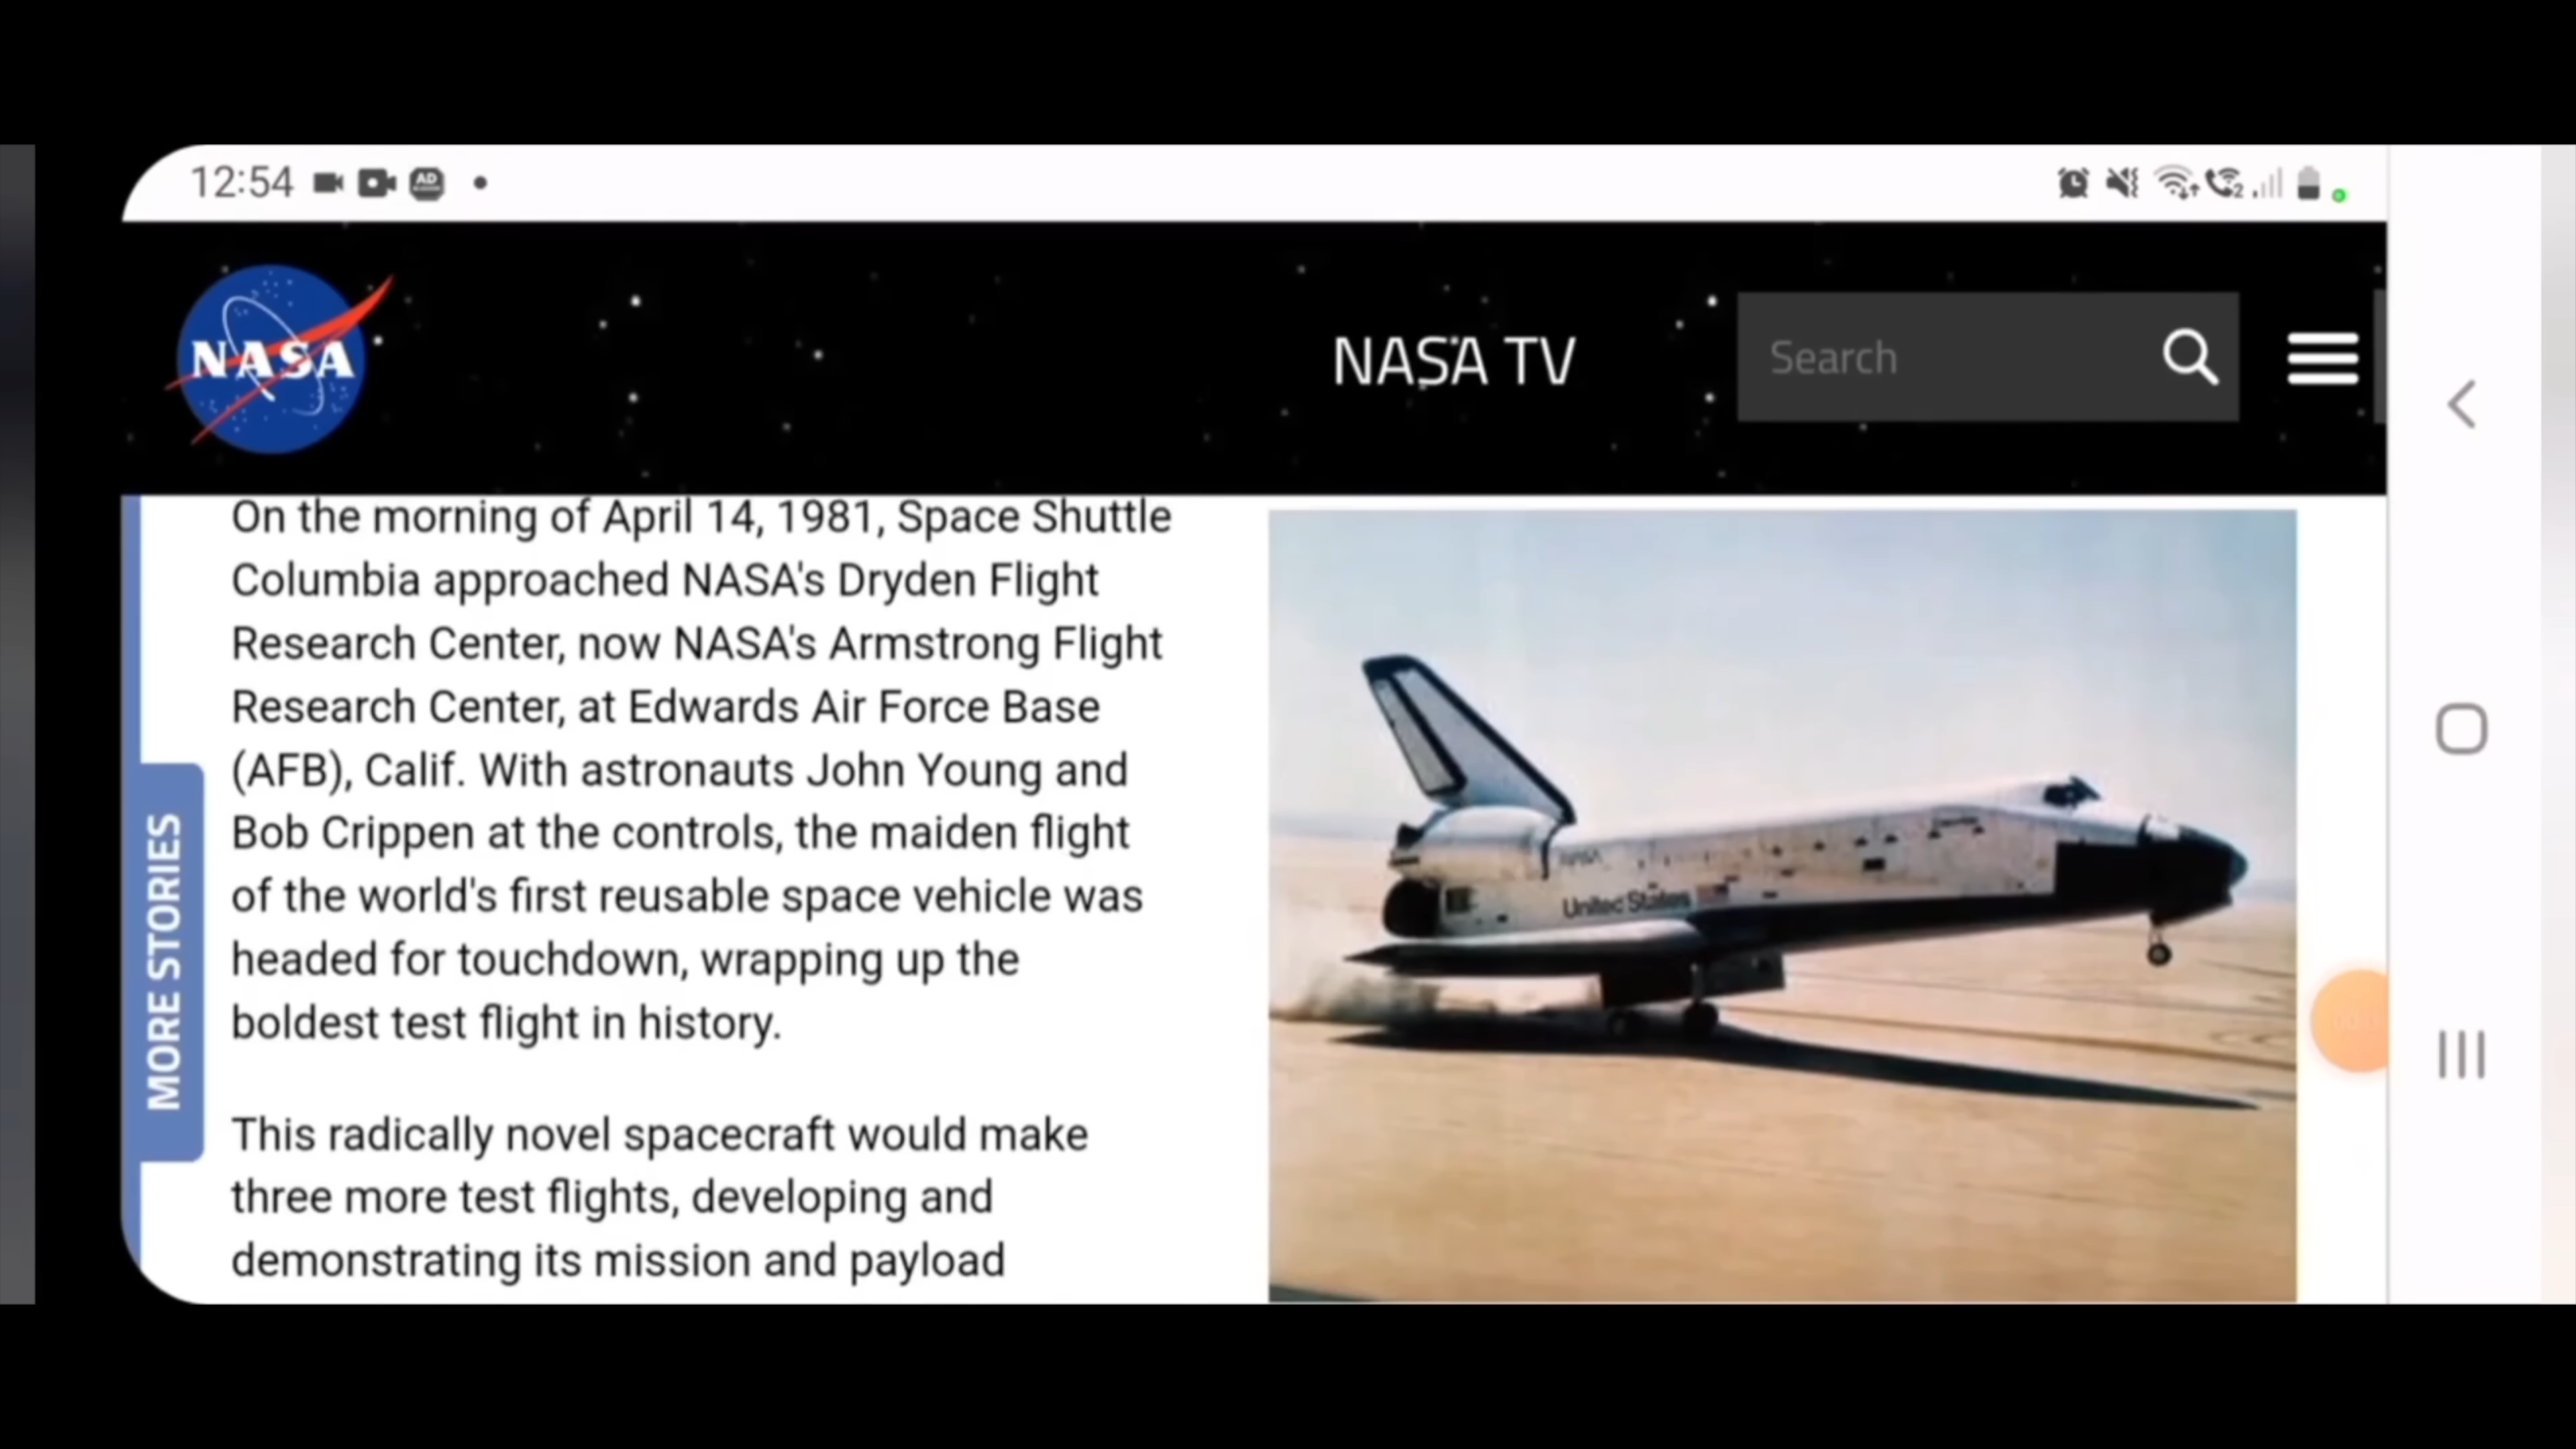 12:54
AD
2
NASA
NASA TV
Search
On the morning of April 14, 1981, Space Shuttle
Columbia approached NASA's Dryden Flight
Research Center, now NASA's Armstrong Flight
Research Center, at Edwards Air Force Base
(AFB), Calif. With astronauts John Young and
Bob Crippen at the controls, the maiden flight
of the world's first reusable space vehicle was
headed for touchdown, wrapping up the
boldest test flight in history.
This radically novel spacecraft would make
three more test flights, developing and
demonstrating its mission and payload
MORE STORIES
NASA
United States